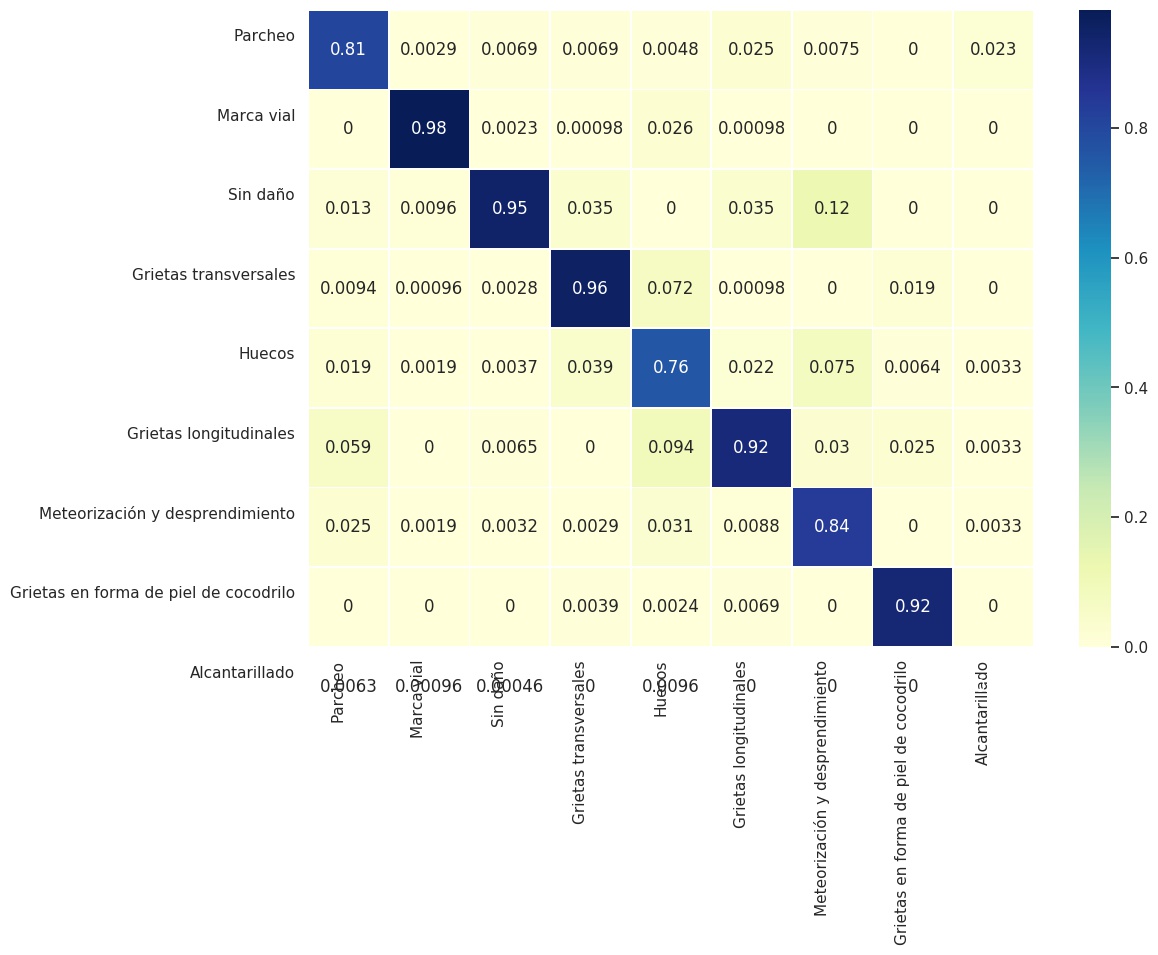 Parcheo 0.81 0.0029 0.0069 0.0069 0.0048 0.025 0.0075 0 0.023
Marca vial 0 0.98 0.0023 0.00098 0.026 0.00098 0 0 0
Sin daño 0.013 0.0096 0.95 0.035 0 0.035 0.12 0 0
Grietas transversales 0.0094 0.00096 0.0028 0.96 0.072 0.00098 0 0.019 0
Huecos 0.019 0.0019 0.0037 0.039 0.76 0.022 0.075 0.0064 0.0033
Grietas longitudinales 0.059 0 0.0065 0 0.094 0.92 0.03 0.025 0.0033
Meteorización y desprendimiento 0.025 0.0019 0.0032 0.0029 0.031 0.0088 0.84 0 0.0033
Grietas en forma de piel de cocodrilo 0 0 0 0.0039 0.0024 0.0069 0 0.92 0
Alcantarillado 0.0063 0.00096 0.00046 0 0.0096 0 0 0
Parcheo
Marca vial
Sin daño
Grietas transversales
Huecos
Grietas longitudinales
Meteorización y desprendimiento
Grietas en forma de piel de cocodrilo
Alcantarillado
0.8
0.6
0.4
0.2
0.0